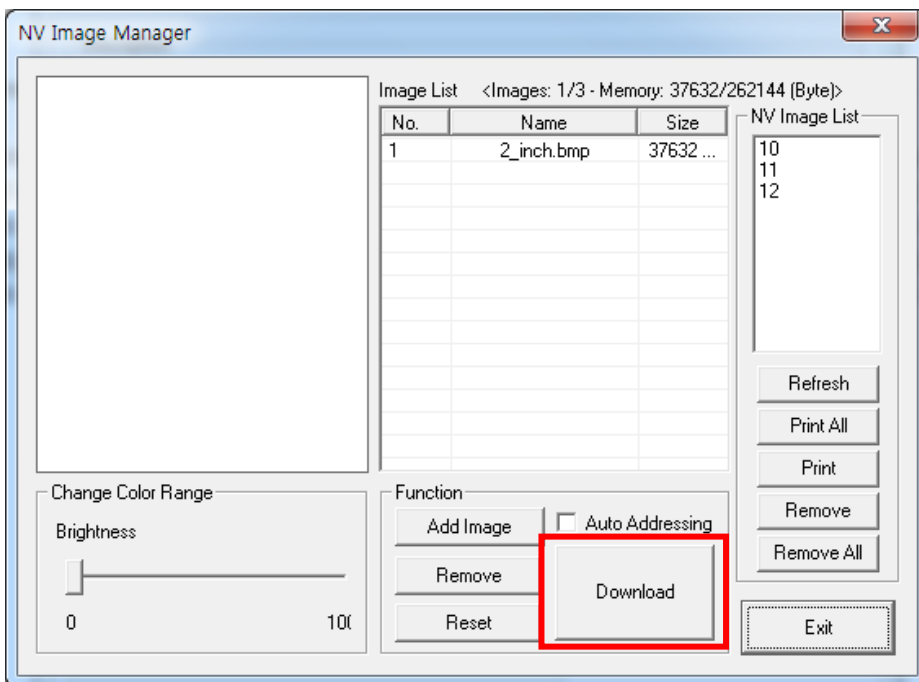 NV Image Manager
x
Image List <Images: 1/3 - Memory: 37632/262144 (Byte)>
No. Name Size
1 2_inch.bmp 37632 ...
NV Image List
10
11
12
Refresh
Print All
Print
Remove
Remove All
Change Color Range
Brightness
0 10(
Function
Add Image Auto Addressing
Remove
Download
Reset
Exit